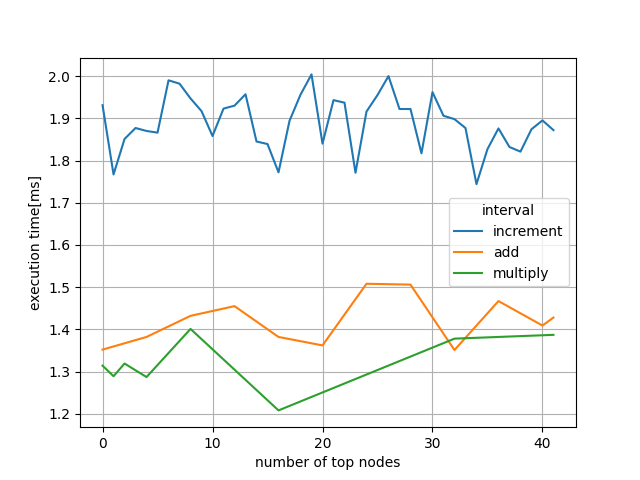 2.0
1.9
1.8
1.7
1.6
1.5
1.4
1.3
1.2
execution time[ms]
interval
increment
add
multiply
0 10 20 30 40
number of top nodes